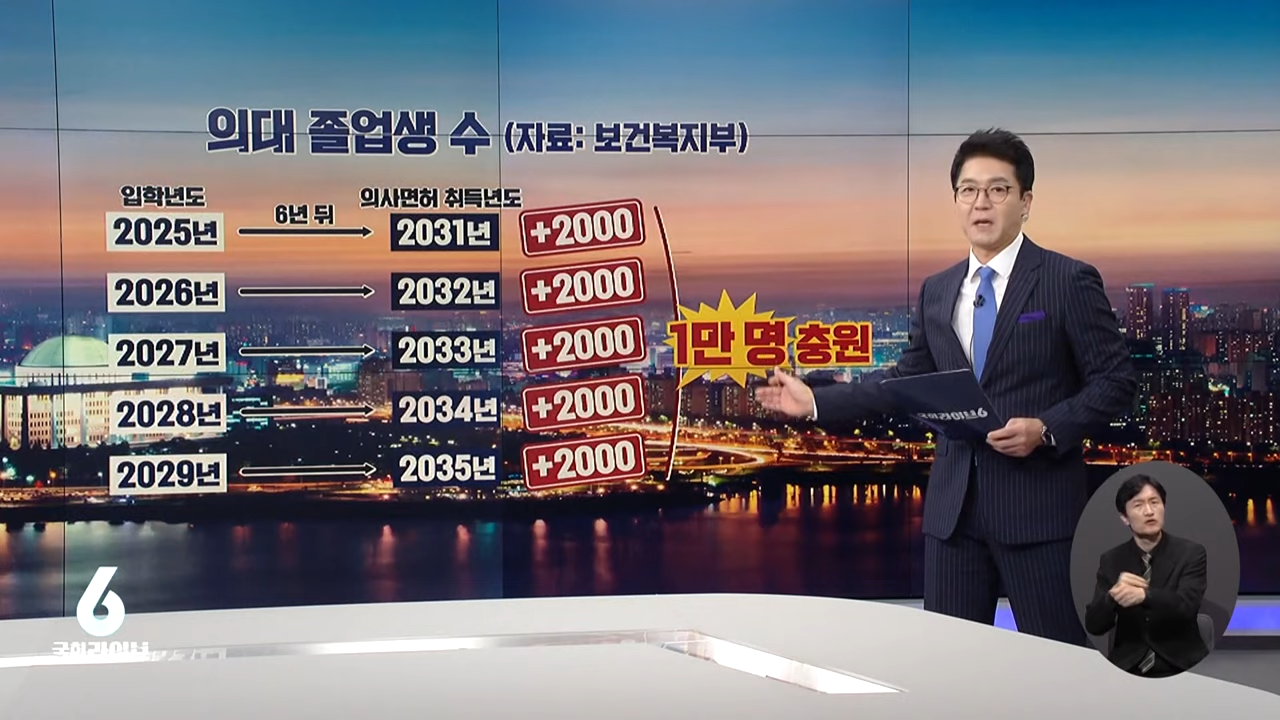 의대 졸업생 수 (자료: 보건복지부)
입학년도 6년 뒤 의사면허 취득년도
2025년 2031년 +2000
2026년 2032년 +2000
2027년 2033년 +2000
2028년 2034년 +2000
2029년 2035년 +2000
1만 명 충원
국회라이브6
6
국회라이브